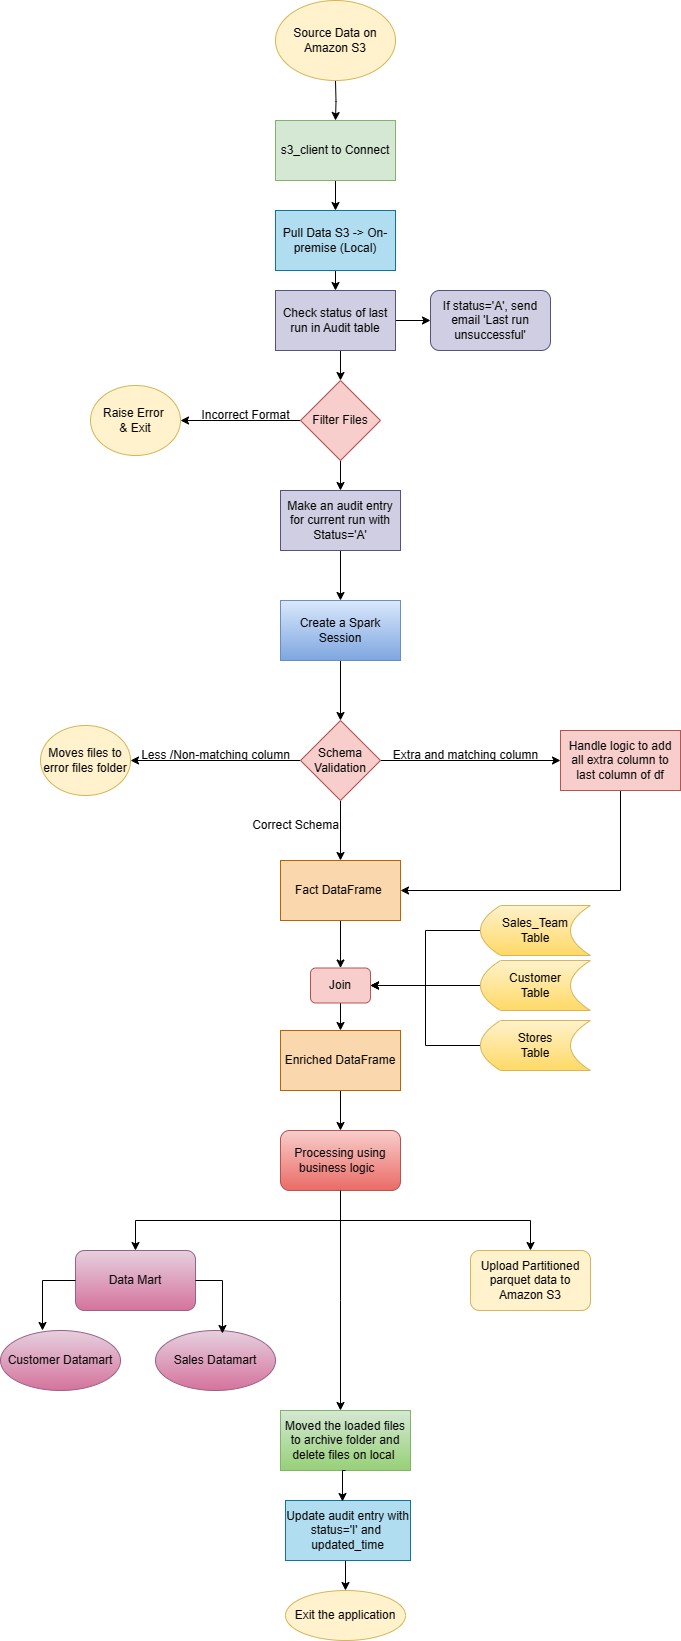 Source Data on
Amazon S3
s3_client to Connect
Pull Data S3 -> On-
premise (Local)
Check status of last
run in Audit table
If status='A', send
email 'Last run
unsuccessful'
Raise Error
& Exit
Incorrect Format
Filter Files
Make an audit entry
for current run with
Status='A'
Create a Spark
Session
Moves files to
error files folder
Less /Non-matching column
Schema
Validation
Extra and matching column
Handle logic to add
all extra column to
last column of df
Correct Schema
Fact DataFrame
Sales_Team
Table
Join
Customer
Table
Stores
Table
Enriched DataFrame
Processing using
business logic
Data Mart
Upload Partitioned
parquet data to
Amazon S3
Customer Datamart
Sales Datamart
Moved the loaded files
to archive folder and
delete files on local
Update audit entry with
status='I' and
updated_time
Exit the application